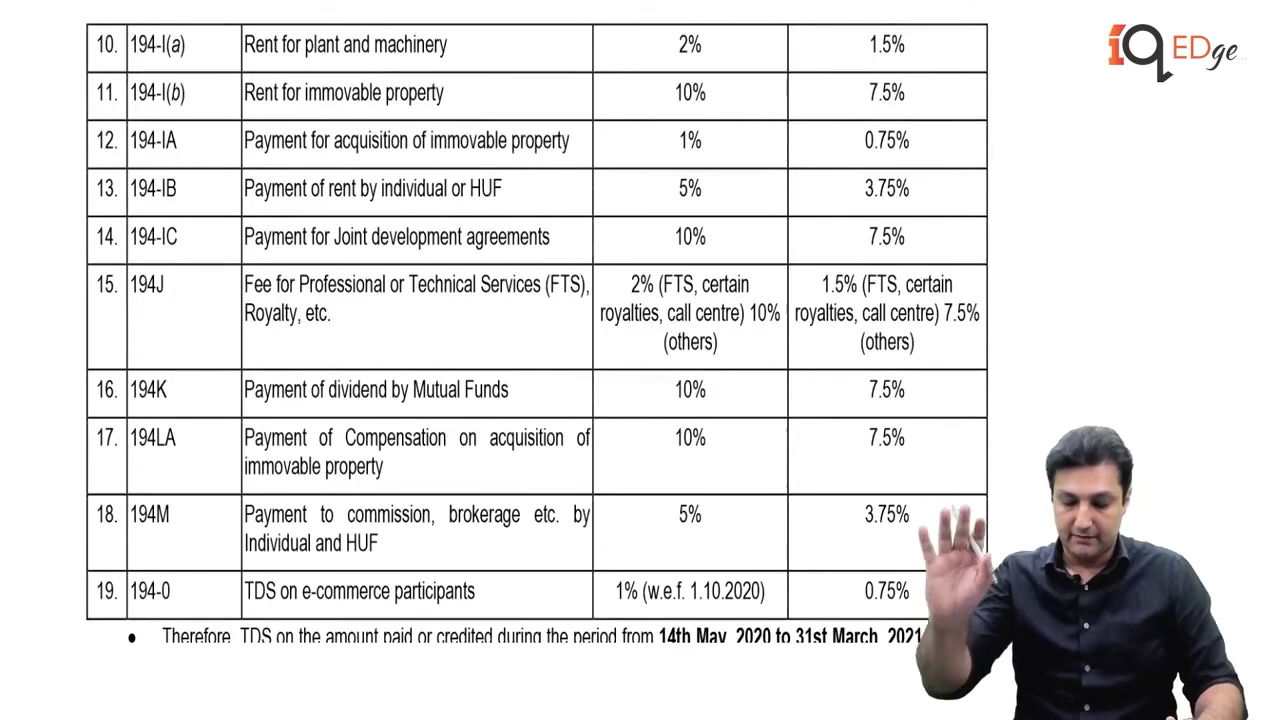 iQ EDge
10. 194-I(a) Rent for plant and machinery 2% 1.5%
11. 194-I(b) Rent for immovable property 10% 7.5%
12. 194-IA Payment for acquisition of immovable property 1% 0.75%
13. 194-IB Payment of rent by individual or HUF 5% 3.75%
14. 194-IC Payment for Joint development agreements 10% 7.5%
15. 194J Fee for Professional or Technical Services (FTS), 2% (FTS, certain 1.5% (FTS, certain
Royalty, etc. royalties, call centre) 10% royalties, call centre) 7.5%
(others) (others)
16. 194K Payment of dividend by Mutual Funds 10% 7.5%
17. 194LA Payment of Compensation on acquisition of 10% 7.5%
immovable property
18. 194M Payment to commission, brokerage etc. by 5% 3.75%
Individual and HUF
19. 194-0 TDS on e-commerce participants 1% (w.e.f. 1.10.2020) 0.75%
• Therefore, TDS on the amount paid or credited during the period from 14th May, 2020 to 31st March, 2021